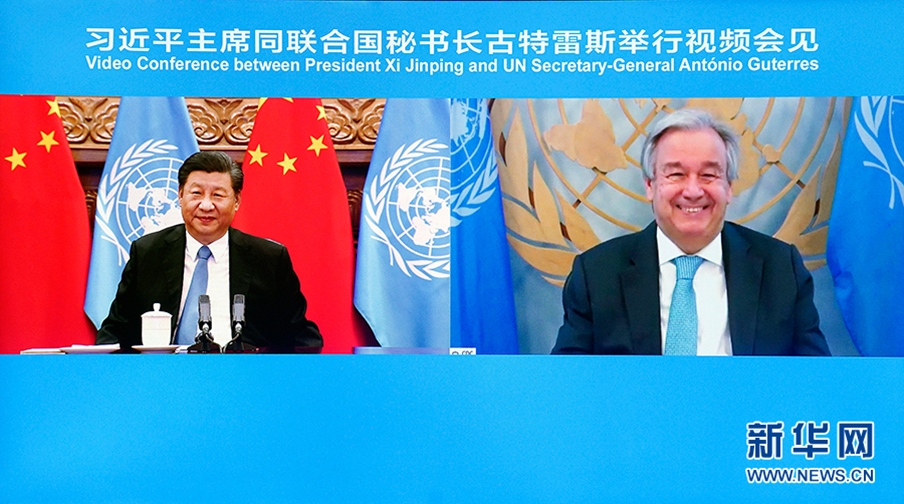 习近平主席同联合国秘书长古特雷斯举行视频会见
Video Conference between President Xi Jinping and UN Secretary-General António Guterres
新华网
WWW.NEWS.CN